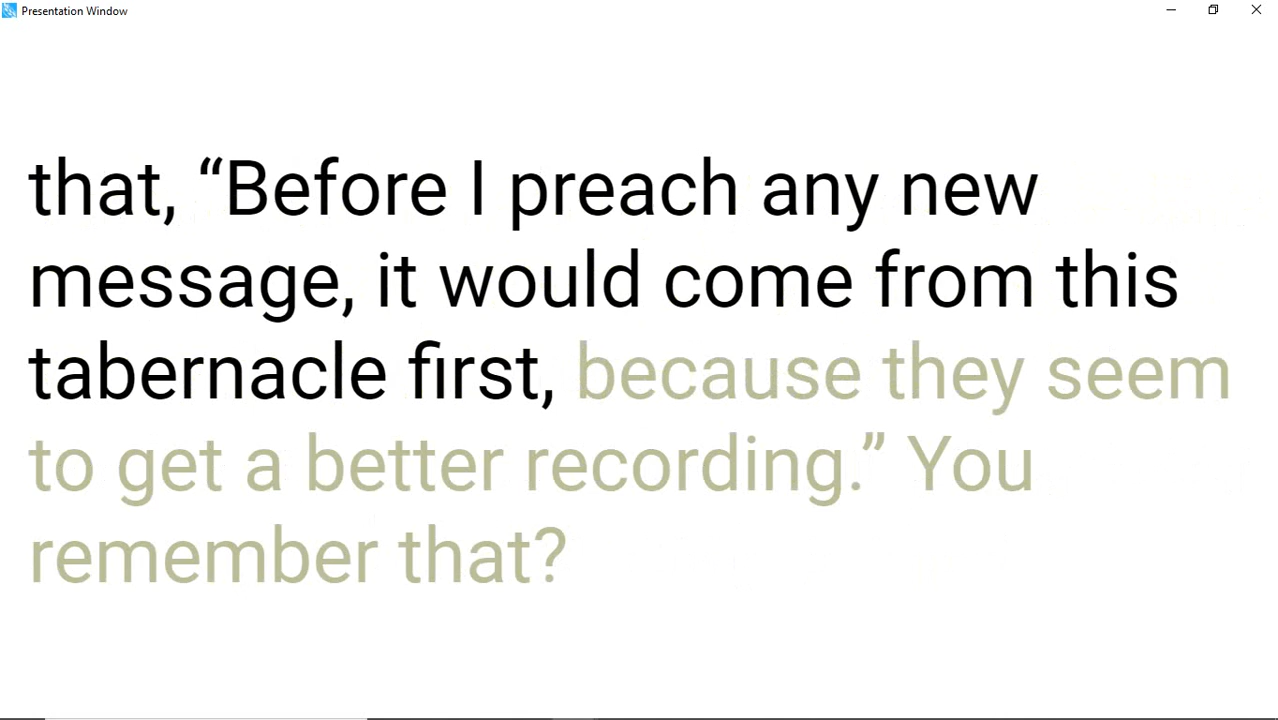 Presentation Window
that, “Before I preach any new
message, it would come from this
tabernacle first, because they seem
to get a better recording.” You
remember that?